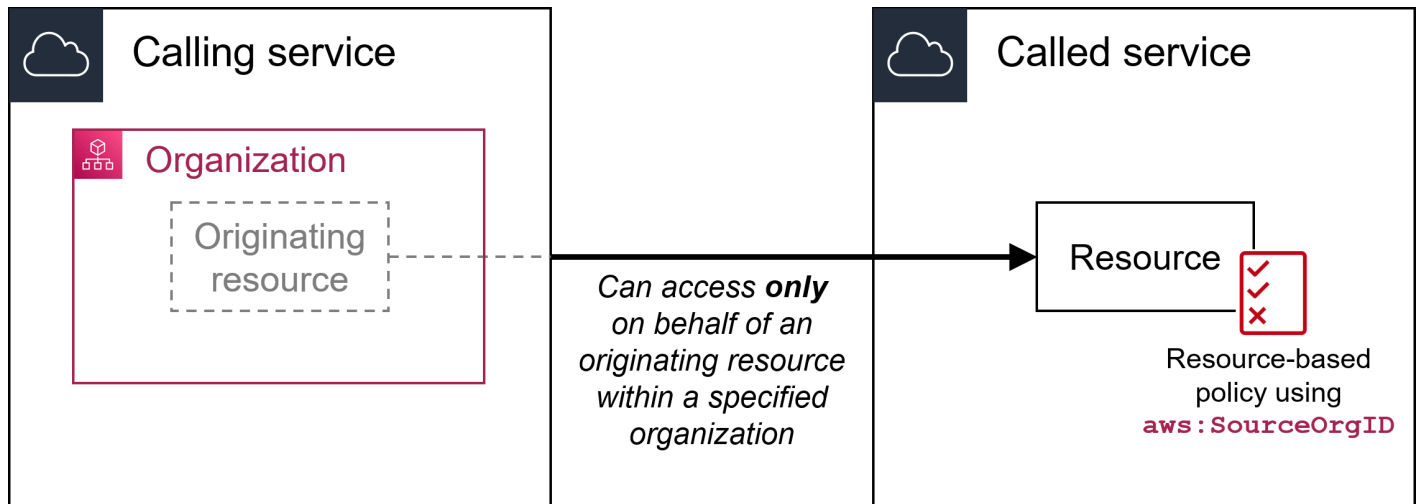 Calling service
Organization
Originating
resource
Can access only
on behalf of an
originating resource
within a specified
organization
Called service
Resource
Resource-based
policy using
aws:SourceOrgID